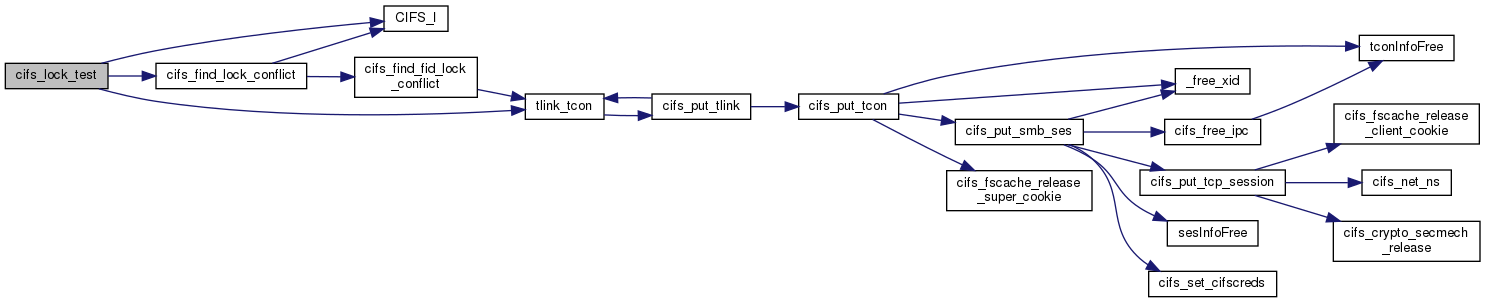 cifs_lock_test
CIFS_I
cifs_find_lock_conflict
cifs_find_fid_lock
_conflict
tlink_tcon
cifs_put_tlink
cifs_put_tcon
tconInfoFree
_free_xid
cifs_put_smb_ses
cifs_free_ipc
cifs_fscache_release
_super_cookie
cifs_put_tcp_session
cifs_fscache_release
_client_cookie
cifs_net_ns
cifs_crypto_secmech
_release
sesInfoFree
cifs_set_cifscreds